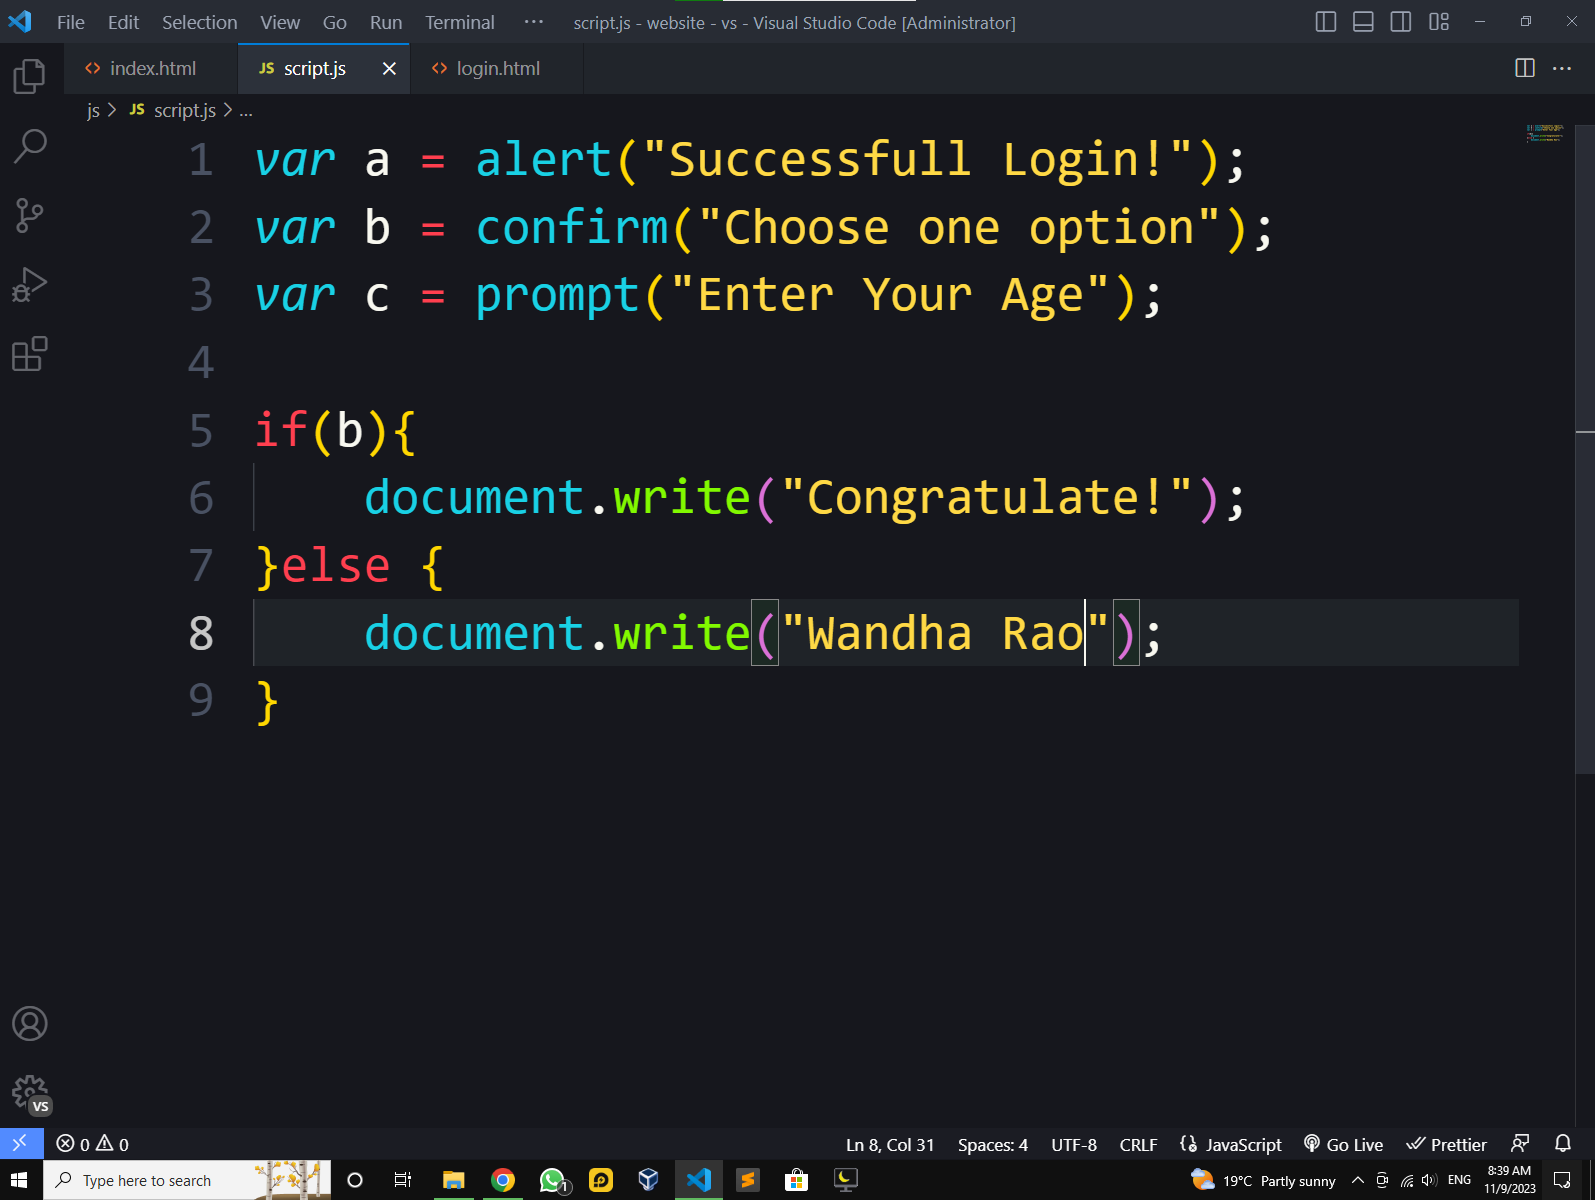 File Edit Selection View Go Run Terminal ··· script.js - website - vs - Visual Studio Code [Administrator]
index.html JS script.js login.html
js > JS script.js > ...
1 var a = alert("Successfull Login!");
2 var b = confirm("Choose one option");
3 var c = prompt("Enter Your Age");
4
5 if(b){
6 document.write("Congratulate!");
7 }else {
8 document.write("Wandha Rao");
9 }
VS
0 0 Ln 8, Col 31 Spaces: 4 UTF-8 CRLF JavaScript Go Live Prettier
Type here to search 1 19°C Partly sunny ENG 8:39 AM
11/9/2023